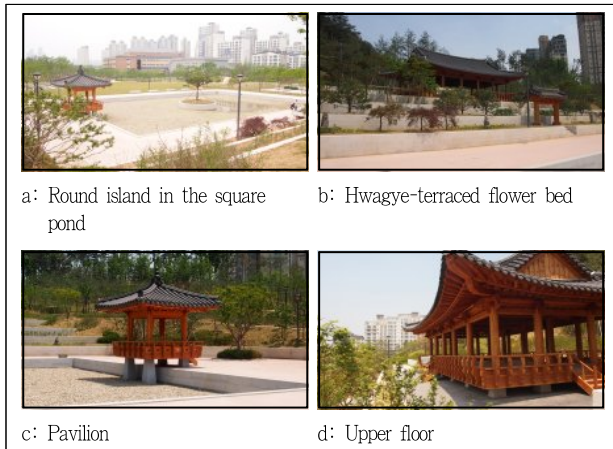 a: Round island in the square
pond
b: Hwagye-terraced flower bed
c: Pavilion
d: Upper floor